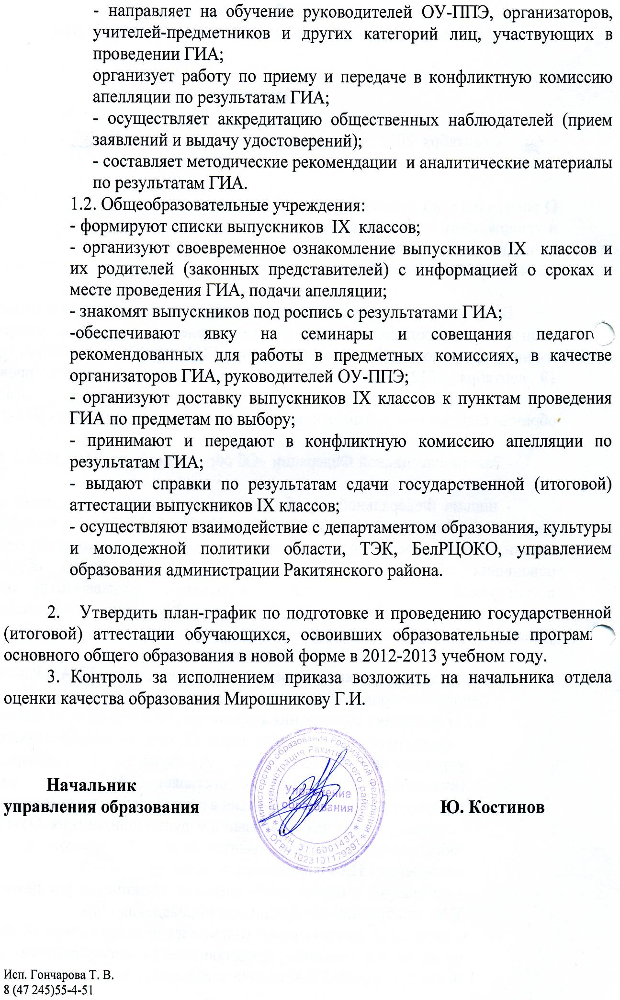 - направляет на обучение руководителей ОУ-ППЭ, организаторов,
учителей-предметников и других категорий лиц, участвующих в
проведении ГИА;
организует работу по приему и передаче в конфликтную комиссию
апелляции по результатам ГИА;
- осуществляет аккредитацию общественных наблюдателей (прием
заявлений и выдачу удостоверений);
- составляет методические рекомендации и аналитические материалы
по результатам ГИА.
1.2. Общеобразовательные учреждения:
- формируют списки выпускников IX классов;
- организуют своевременное ознакомление выпускников IX классов и
их родителей (законных представителей) с информацией о сроках и
месте проведения ГИА, подачи апелляции;
- знакомят выпускников под роспись с результатами ГИА;
-обеспечивают явку на семинары и совещания
рекомендованных для работы в предметных комиссиях, в качестве
организаторов ГИА, руководителей ОУ-ППЭ;
- организуют доставку выпускников IX классов к пунктам проведения
ГИА по предметам по выбору;
- принимают и передают в конфликтную комиссию апелляции по
результатам ГИА;
- выдают справки по результатам сдачи государственной (итоговой)
аттестации выпускников IX классов;
- осуществляют взаимодействие с департаментом образования, культуры
и молодежной политики области, ТЭК, БелРЦОКО, управлением
образования администрации Ракитянского района.
2. Утвердить план-график по подготовке и проведению государственной
(итоговой) аттестации обучающихся, освоивших образовательные
основного общего образования в новой форме в 2012-2013 учебном году.
3. Контроль за исполнением приказа возложить на начальника отдела
оценки качества образования Мирошникову Г.И.
Министерство образования Российской Федерации
Администрация Ракитянского района
Управление
образования
ИНН 3116001432
ОГРН 1023101179397
Начальник
управления образования Ю. Костинов
Исп. Гончарова Т. В.
8 (47 245)55-4-51